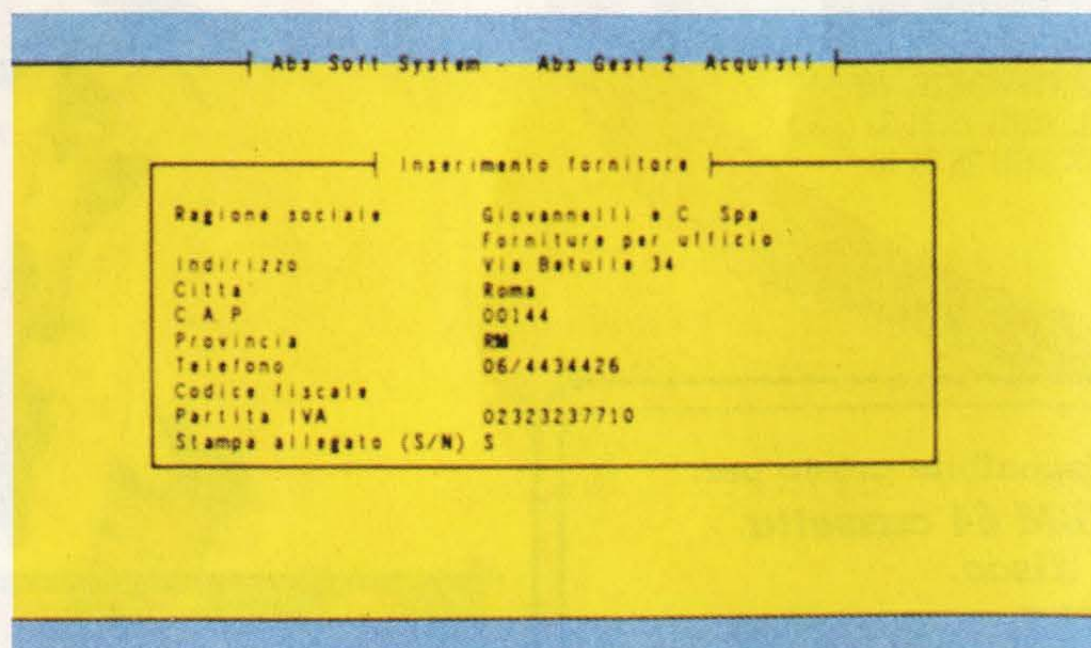 Abs Soft System - Abs Gest 2 Acquisti
Inserimento fornitore
Ragione sociale Giovannelli e C. Spa
Forniture per ufficio
Indirizzo Via Betulle 34
Citta' Roma
C.A.P. 00144
Provincia RM
Telefono 06/4434426
Codice fiscale
Partita IVA 02323237710
Stampa allegato (S/N) S